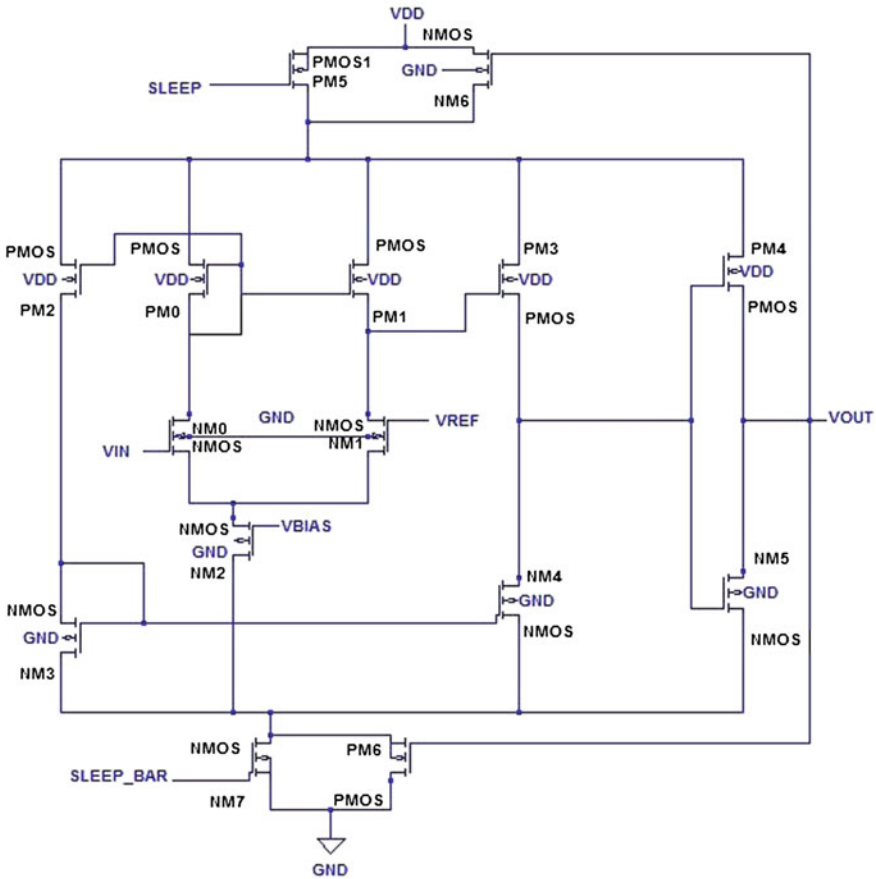 VDD
NMOS
PMOS1
GND
PM5
SLEEP
NM6
PMOS
PMOS
PMOS
PM3
PM4
VDD
VDD
VDD
VDD
VDD
PM2
PM0
PM1
PMOS
PMOS
GND
NM0
NMOS
VREF
VOUT
VIN
NMOS
NM1
NMOS
VBIAS
GND
NM2
NM4
NM5
NMOS
GND
GND
GND
NMOS
NMOS
NM3
NMOS
PM6
SLEEP_BAR
NM7
PMOS
GND